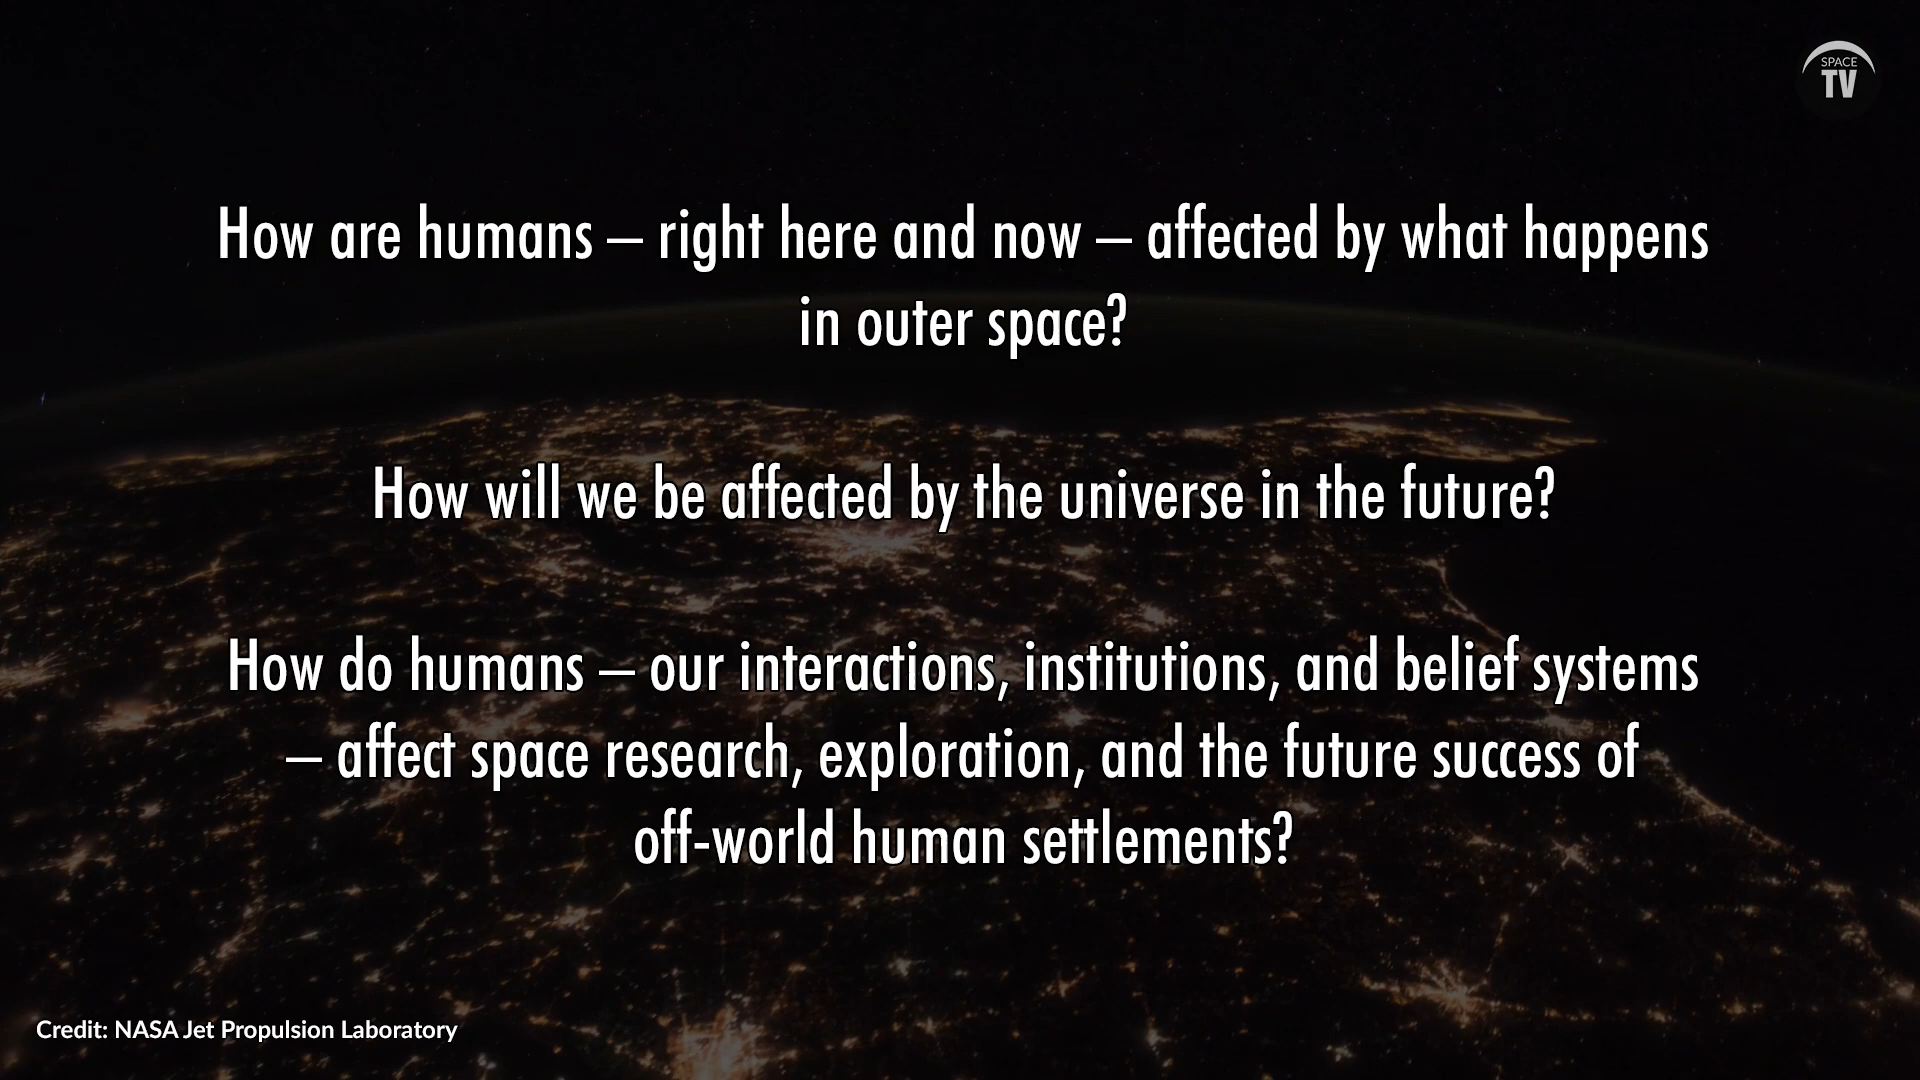 SPACE
TV
How are humans – right here and now – affected by what happens
in outer space?
How will we be affected by the universe in the future?
How do humans – our interactions, institutions, and belief systems
– affect space research, exploration, and the future success of
off-world human settlements?
Credit: NASA Jet Propulsion Laboratory